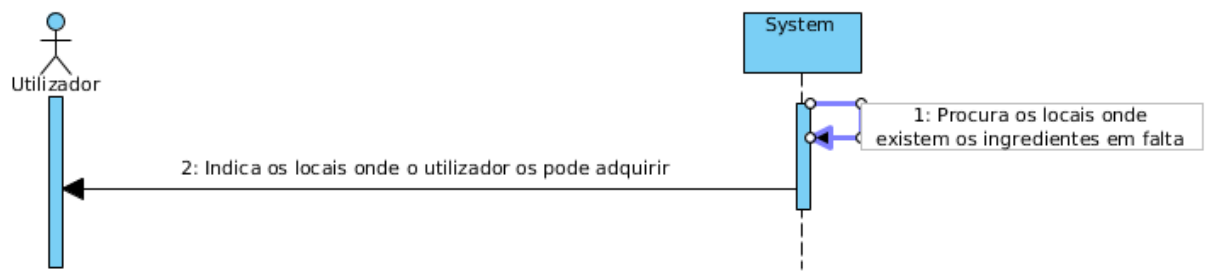 System
Utilizador
1: Procura os locais onde
existem os ingredientes em falta
2: Indica os locais onde o utilizador os pode adquirir